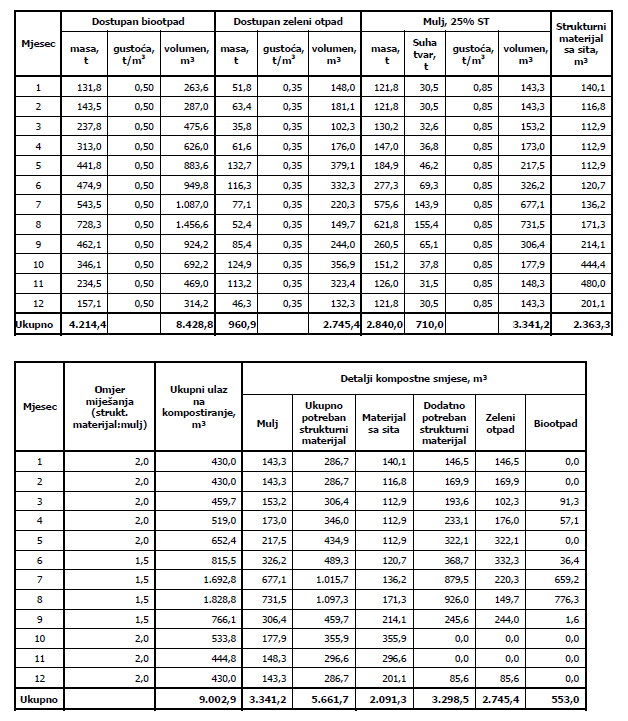 Mjesec Dostupan biootpad Dostupan zeleni otpad Mulj, 25% ST Strukturni materijal sa sita, m3
masa, t gustoća, t/m3 volumen, m3 masa, t gustoća, t/m3 volumen, m3 masa, t Suha tvar, t gustoća, t/m3 volumen, m3
1 131,8 0,50 263,6 51,8 0,35 148,0 121,8 30,5 0,85 143,3 140,1
2 143,5 0,50 287,0 63,4 0,35 181,1 121,8 30,5 0,85 143,3 116,8
3 237,8 0,50 475,6 35,8 0,35 102,3 130,2 32,6 0,85 153,2 112,9
4 313,0 0,50 626,0 61,6 0,35 176,0 147,0 36,8 0,85 173,0 112,9
5 441,8 0,50 883,6 132,7 0,35 379,1 184,9 46,2 0,85 217,5 112,9
6 474,9 0,50 949,8 116,3 0,35 332,3 277,3 69,3 0,85 326,2 120,7
7 543,5 0,50 1.087,0 77,1 0,35 220,3 575,6 143,9 0,85 677,1 136,2
8 728,3 0,50 1.456,6 52,4 0,35 149,7 621,8 155,4 0,85 731,5 171,3
9 462,1 0,50 924,2 85,4 0,35 244,0 260,5 65,1 0,85 306,4 214,1
10 346,1 0,50 692,2 124,9 0,35 356,9 151,2 37,8 0,85 177,9 444,4
11 234,5 0,50 469,0 113,2 0,35 323,4 126,0 31,5 0,85 148,3 480,0
12 157,1 0,50 314,2 46,3 0,35 132,3 121,8 30,5 0,85 143,3 201,1
Ukupno 4.214,4 8.428,8 960,9 2.745,4 2.840,0 710,0 3.341,2 2.363,3
Mjesec Omjer miješanja (strukt. materijal:mulj) Ukupni ulaz na kompostiranje, m3 Detalji kompostne smjese, m3
Mulj Ukupno potreban strukturni materijal Materijal sa sita Dodatno potreban strukturni materijal Zeleni otpad Biootpad
1 2,0 430,0 143,3 286,7 140,1 146,5 146,5 0,0
2 2,0 430,0 143,3 286,7 116,8 169,9 169,9 0,0
3 2,0 459,7 153,2 306,4 112,9 193,6 102,3 91,3
4 2,0 519,0 173,0 346,0 112,9 233,1 176,0 57,1
5 2,0 652,4 217,5 434,9 112,9 322,1 322,1 0,0
6 1,5 815,5 326,2 489,3 120,7 368,7 332,3 36,4
7 1,5 1.692,8 677,1 1.015,7 136,2 879,5 220,3 659,2
8 1,5 1.828,8 731,5 1.097,3 171,3 926,0 149,7 776,3
9 1,5 766,1 306,4 459,7 214,1 245,6 244,0 1,6
10 2,0 533,8 177,9 355,9 355,9 0,0 0,0 0,0
11 2,0 444,8 148,3 296,6 296,6 0,0 0,0 0,0
12 2,0 430,0 143,3 286,7 201,1 85,6 85,6 0,0
Ukupno 9.002,9 3.341,2 5.661,7 2.091,3 3.298,5 2.745,4 553,0